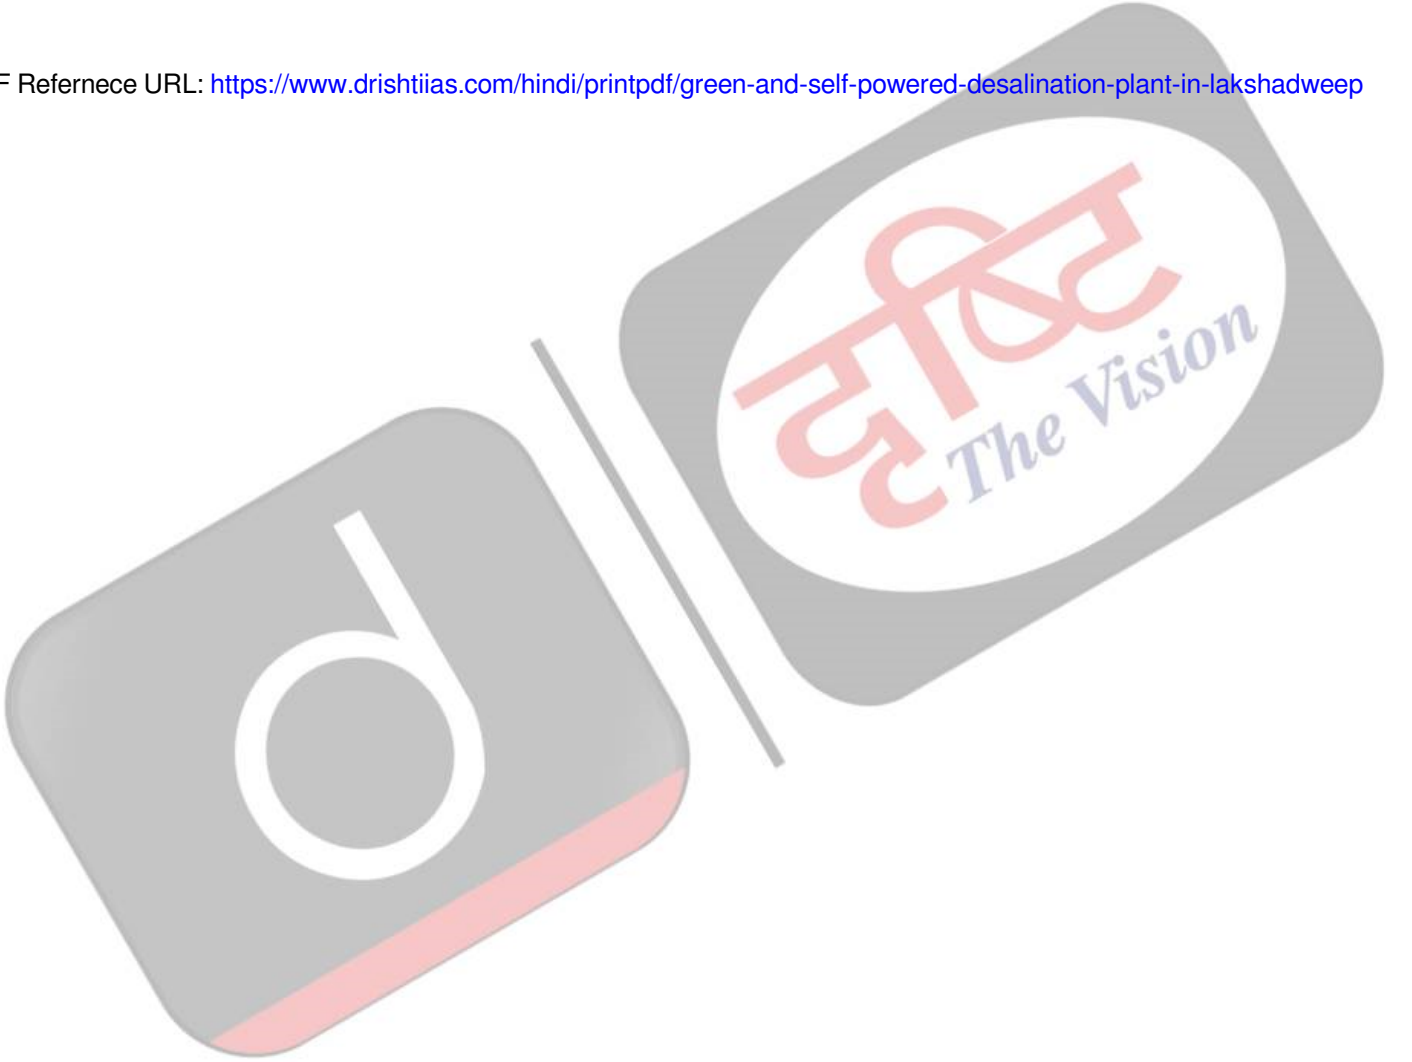 F Refernece URL: https://www.drishtiias.com/hindi/printpdf/green-and-self-powered-desalination-plant-in-lakshadweep
d
दृष्टि
The Vision